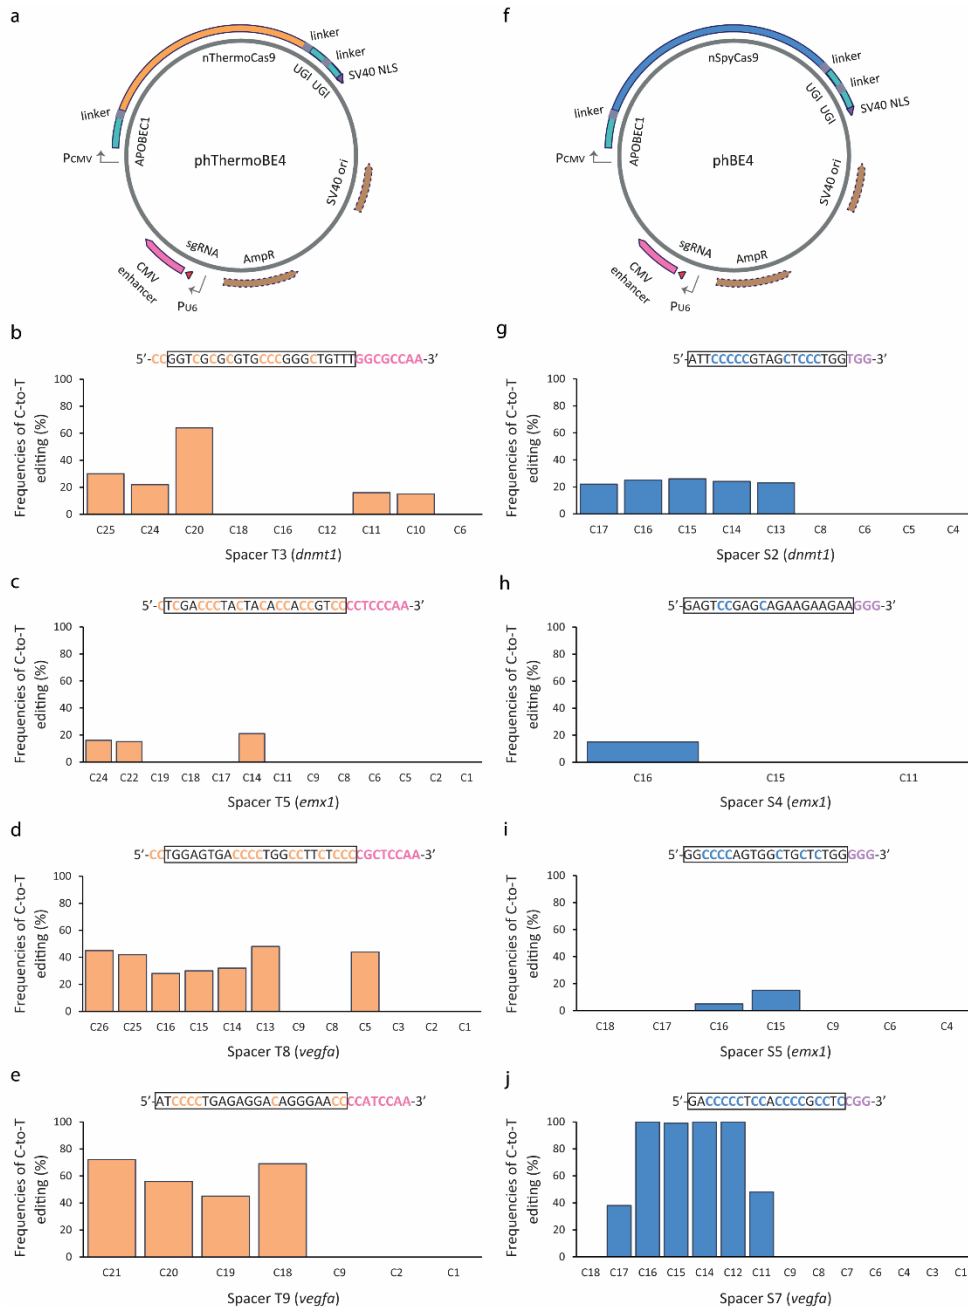 a
nThermoCas9
linker
linker
SV40 NLS
UGI UGI
linker
APOBEC1
PCMV
phThermoBE4
SV40 ori
sgRNA
AmpR
CMV
enhancer
PU6
f
nSpyCas9
linker
linker
SV40 NLS
UGI
UGI
linker
APOBEC1
PCMV
phBE4
SV40 ori
sgRNA
AmpR
CMV
enhancer
PU6
b
5’-CCGGTCGCGCGTGCCCGGGCTGTTTGGCGCCAA-3’
Frequencies of C-to-T
editing (%)
100
80
60
40
20
0
C25 C24 C20 C18 C16 C12 C11 C10 C6
Spacer T3 (dnmt1)
g
5’-ATTCCCCCGTAGCTCCCTGGTGG-3’
Frequencies of C-to-T
editing (%)
100
80
60
40
20
0
C17 C16 C15 C14 C13 C8 C6 C5 C4
Spacer S2 (dnmt1)
c
5’-CTCGACCCTACTACACCACCGTCCCCTCCCAA-3’
Frequencies of C-to-T
editing (%)
100
80
60
40
20
0
C24 C22 C19 C18 C17 C14 C11 C9 C8 C6 C5 C2 C1
Spacer T5 (emx1)
h
5’-GAGTCCGAGCAGAAGAAGAAGGG-3’
Frequencies of C-to-T
editing (%)
100
80
60
40
20
0
C16 C15 C11
Spacer S4 (emx1)
d
5’-CCTGGAGTGACCCCTGGCCTTCTCCCCGCTCCAA-3’
Frequencies of C-to-T
editing (%)
100
80
60
40
20
0
C26 C25 C16 C15 C14 C13 C9 C8 C5 C3 C2 C1
Spacer T8 (vegfa)
i
5’-GGCCCCAGTGGCTGCTCTGGGGG-3’
Frequencies of C-to-T
editing (%)
100
80
60
40
20
0
C18 C17 C16 C15 C9 C6 C4
Spacer S5 (emx1)
e
5’-ATCCCCTGAGAGGACAGGGAACCCCATCCAA-3’
Frequencies of C-to-T
editing (%)
100
80
60
40
20
0
C21 C20 C19 C18 C9 C2 C1
Spacer T9 (vegfa)
j
5’-GACCCCCTCCACCCCGCCTCCGG-3’
Frequencies of C-to-T
editing (%)
100
80
60
40
20
0
C18 C17 C16 C15 C14 C12 C11 C9 C8 C7 C6 C4 C3 C1
Spacer S7 (vegfa)